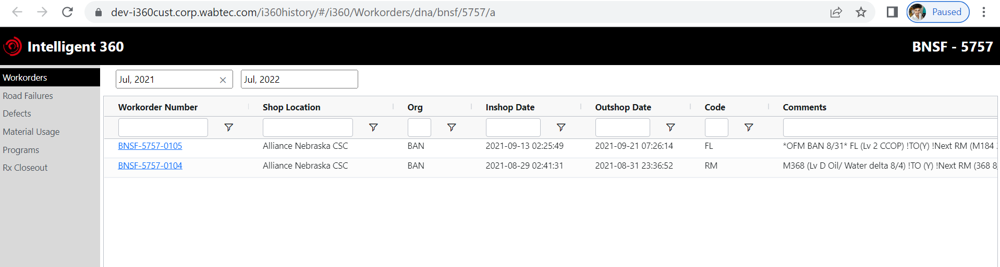 dev-i360cust.corp.wabtec.com/i360history/#/i360/Workorders/dna/bnsf/5757/a
Paused
Intelligent 360
BNSF - 5757
Workorders
Road Failures
Defects
Material Usage
Programs
Rx Closeout
Jul, 2021
Jul, 2022
Workorder Number Shop Location Org Inshop Date Outshop Date Code Comments
BNSF-5757-0105 Alliance Nebraska CSC BAN 2021-09-13 02:25:49 2021-09-21 07:26:14 FL *OFM BAN 8/31* FL (Lv 2 CCOP) !TO(Y) !Next RM (M184
BNSF-5757-0104 Alliance Nebraska CSC BAN 2021-08-29 02:41:31 2021-08-31 23:36:52 RM M368 (Lv D Oil/ Water delta 8/4) !TO (Y) !Next RM (368 8/